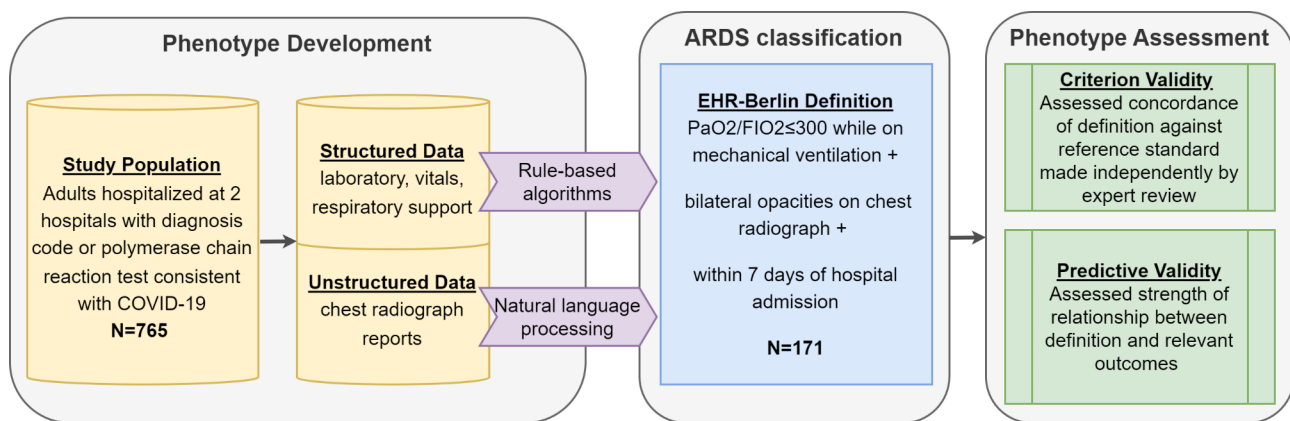 Phenotype Development
Study Population
Adults hospitalized at 2
hospitals with diagnosis
code or polymerase chain
reaction test consistent
with COVID-19
N=765
Structured Data
laboratory, vitals,
respiratory support
Unstructured Data
chest radiograph
reports
Rule-based
algorithms
Natural language
processing
ARDS classification
EHR-Berlin Definition
PaO2/FIO2≤300 while on
mechanical ventilation +
bilateral opacities on chest
radiograph +
within 7 days of hospital
admission
N=171
Phenotype Assessment
Criterion Validity
Assessed concordance
of definition against
reference standard
made independently by
expert review
Predictive Validity
Assessed strength of
relationship between
definition and relevant
outcomes